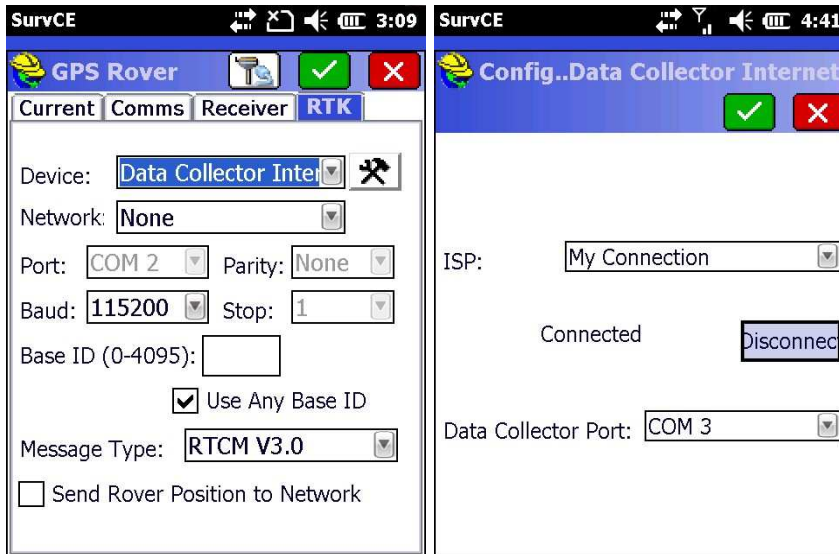 SurvCE 3:09
GPS Rover
Current Comms Receiver RTK
Device: Data Collector Inter
Network: None
Port: COM 2 Parity: None
Baud: 115200 Stop: 1
Base ID (0-4095):
Use Any Base ID
Message Type: RTCM V3.0
Send Rover Position to Network
SurvCE 4:41
Config..Data Collector Internet
ISP: My Connection
Connected Disconnec
Data Collector Port: COM 3